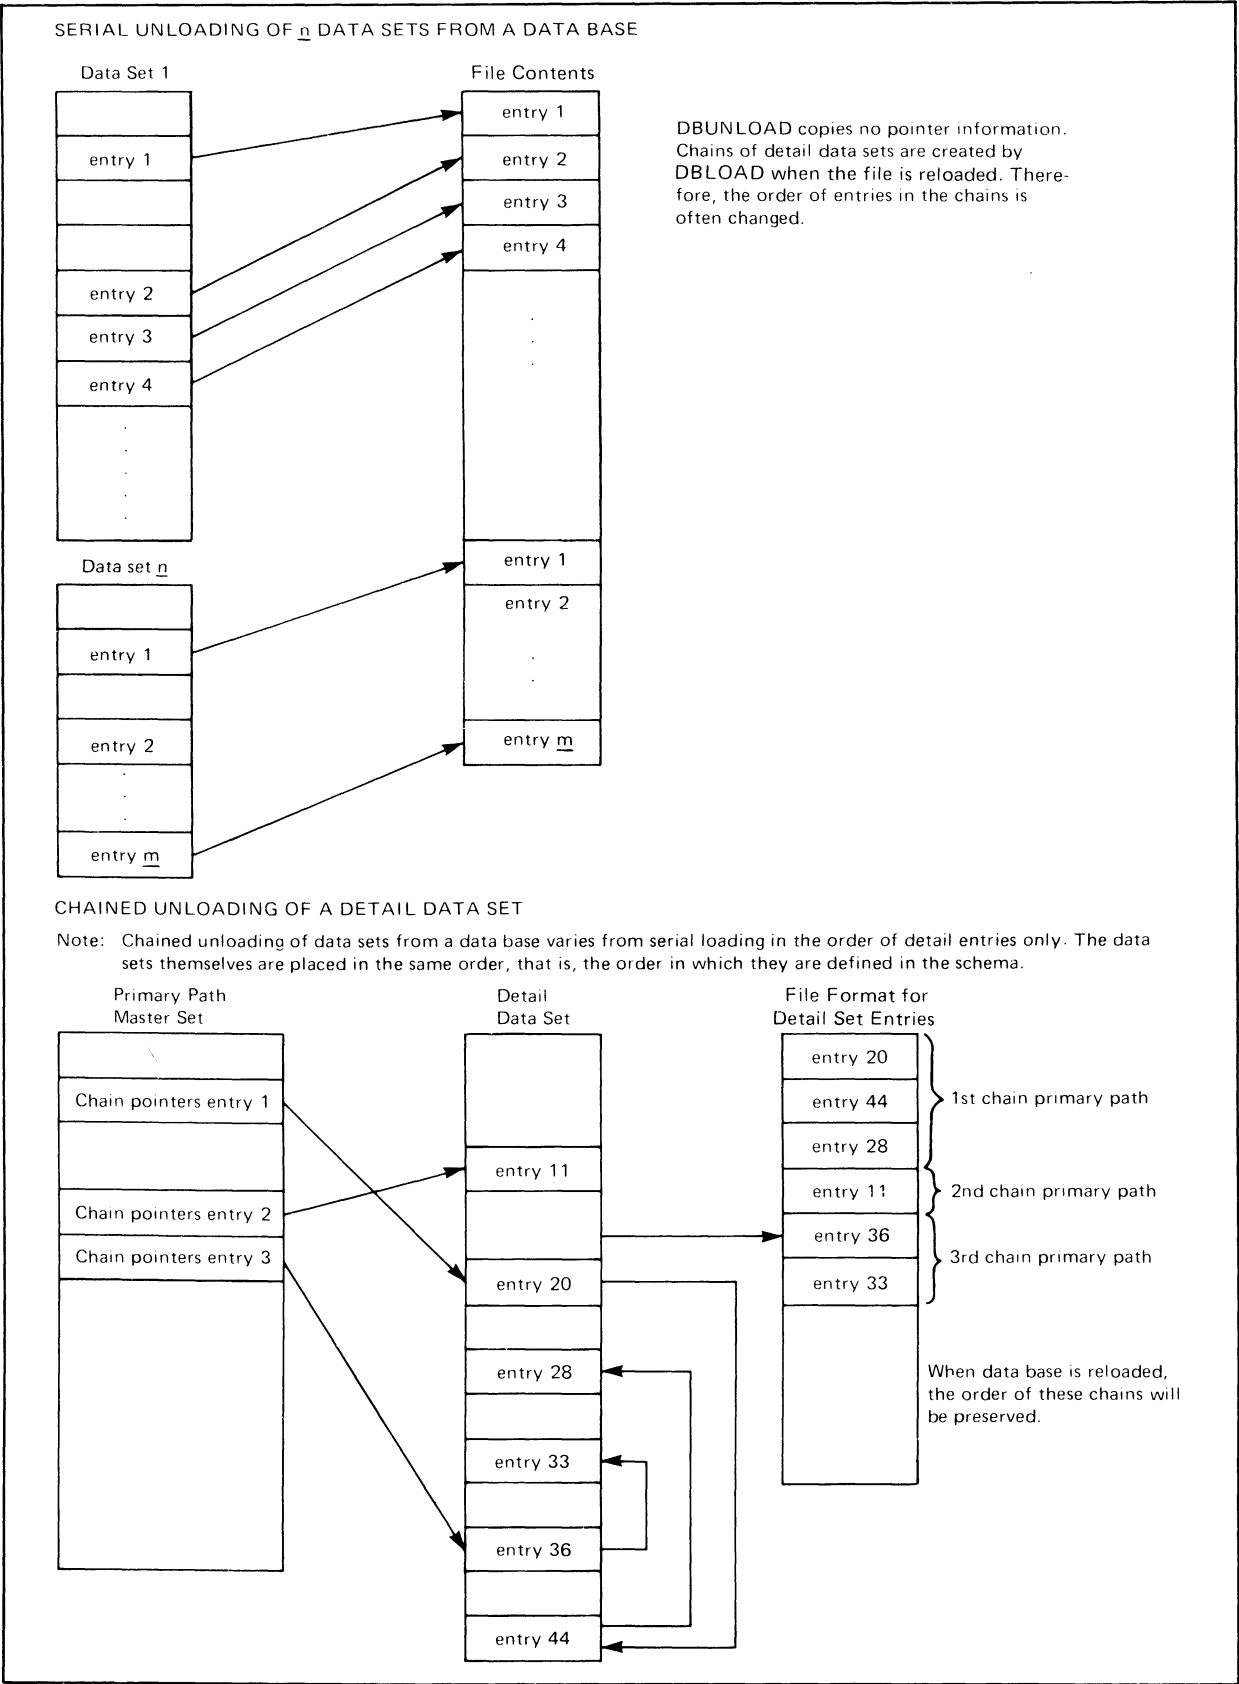 SERIAL UNLOADING OF n DATA SETS FROM A DATA BASE
Data Set 1
entry 1
entry 2
entry 3
entry 4
File Contents
entry 1
entry 2
entry 3
entry 4
DBUNLOAD copies no pointer information.
Chains of detail data sets are created by
DBLOAD when the file is reloaded. There-
fore, the order of entries in the chains is
often changed.
Data set n
entry 1
entry 2
entry m
entry 1
entry 2
entry m
CHAINED UNLOADING OF A DETAIL DATA SET
Note: Chained unloading of data sets from a data base varies from serial loading in the order of detail entries only. The data
sets themselves are placed in the same order, that is, the order in which they are defined in the schema.
Primary Path
Master Set
Chain pointers entry 1
Chain pointers entry 2
Chain pointers entry 3
Detail
Data Set
entry 11
entry 20
entry 28
entry 33
entry 36
entry 44
File Format for
Detail Set Entries
entry 20
entry 44
entry 28
entry 11
entry 36
entry 33
1st chain primary path
2nd chain primary path
3rd chain primary path
When data base is reloaded,
the order of these chains will
be preserved.